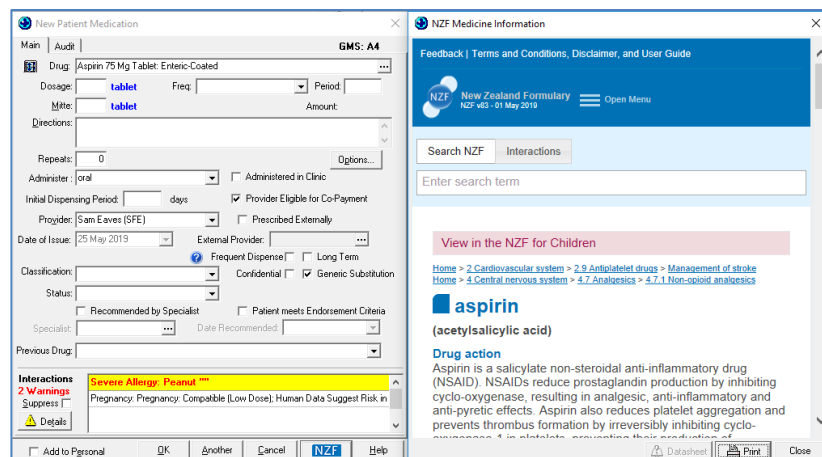 New Patient Medication
Main Audit GMS: A4
Drug: Aspirin 75 Mg Tablet: Enteric-Coated ...
Dosage: tablet Freq: Period:
Mitte: tablet Amount:
Directions:
Repeats: 0 Options...
Administer : oral Administered in Clinic
Initial Dispensing Period: days Provider Eligible for Co-Payment
Provider: Sam Eaves (SFE) Prescribed Externally
Date of Issue: 25 May 2019 External Provider: ...
Frequent Dispense Long Term
Classification: Confidential Generic Substitution
Status:
Recommended by Specialist Patient meets Endorsement Criteria
Specialist: ... Date Recommended:
Previous Drug:
Interactions
2 Warnings
Suppress
Details
Severe Allergy: Peanut ""
Pregnancy: Pregnancy: Compatible (Low Dose); Human Data Suggest Risk in
Add to Personal OK Another Cancel NZF Help
NZF Medicine Information
Feedback | Terms and Conditions, Disclaimer, and User Guide
NZF
New Zealand Formulary
NZF v83 - 01 May 2019
Open Menu
Search NZF Interactions
Enter search term
View in the NZF for Children
Home > 2 Cardiovascular system > 2.9 Antiplatelet drugs > Management of stroke
Home > 4 Central nervous system > 4.7 Analgesics > 4.7.1 Non-opioid analgesics
aspirin
(acetylsalicylic acid)
Drug action
Aspirin is a salicylate non-steroidal anti-inflammatory drug
(NSAID). NSAIDs reduce prostaglandin production by inhibiting
cyclo-oxygenase, resulting in analgesic, anti-inflammatory and
anti-pyretic effects. Aspirin also reduces platelet aggregation and
prevents thrombus formation by irreversibly inhibiting cyclo-
oxygenase-1 in platelets, preventing their production of
Datasheet Print Close